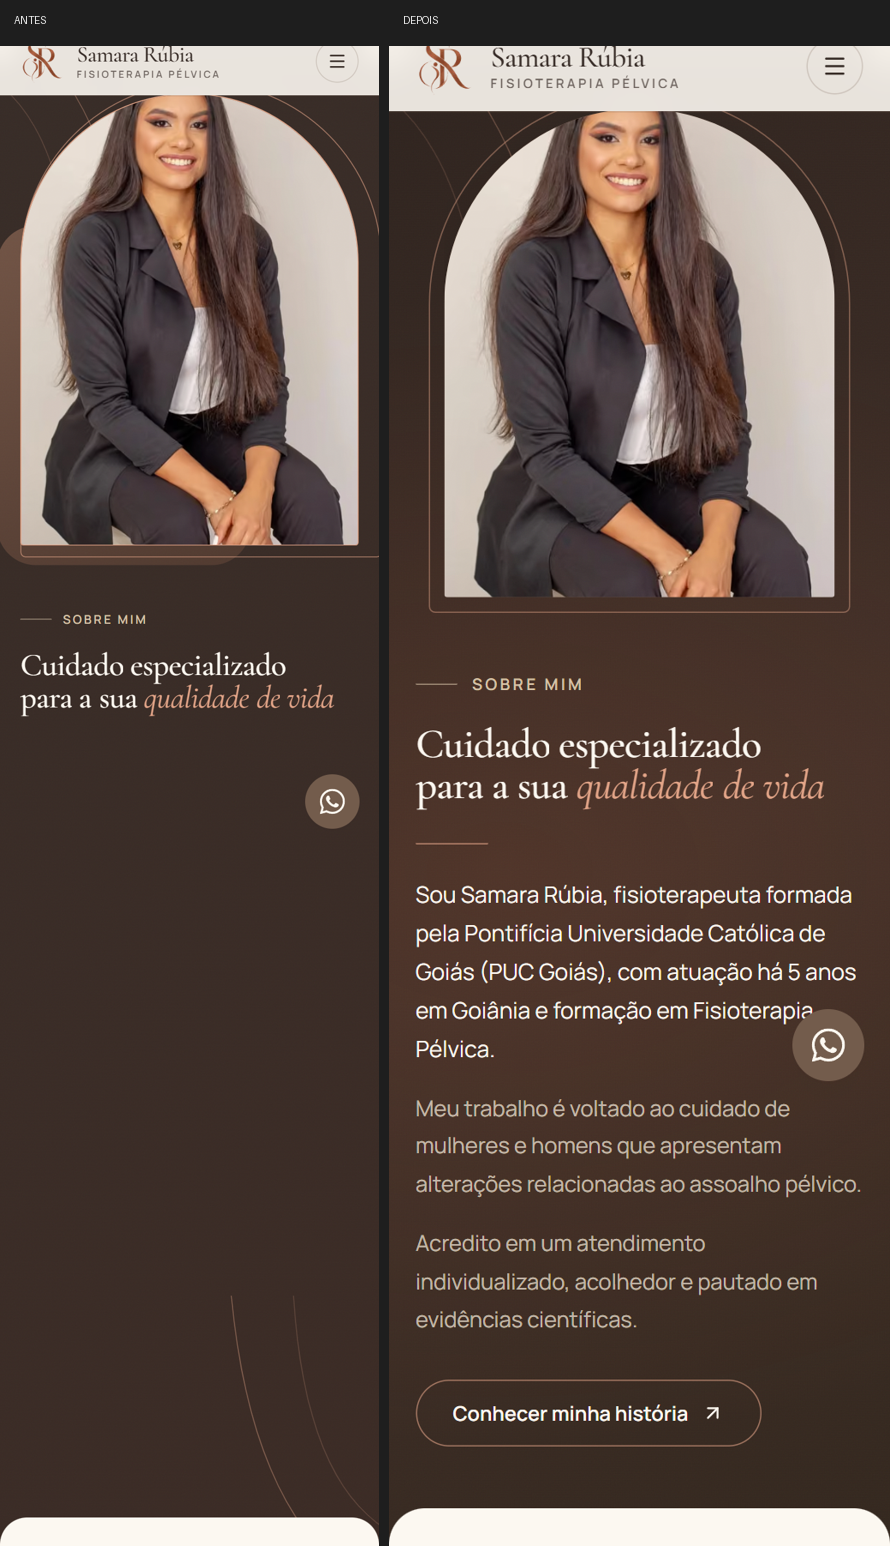 ANTES
Samara Rúbia
FISIOTERAPIA PÉLVICA
SOBRE MIM
Cuidado especializado
para a sua qualidade de vida
DEPOIS
Samara Rúbia
FISIOTERAPIA PÉLVICA
SOBRE MIM
Cuidado especializado
para a sua qualidade de vida
Sou Samara Rúbia, fisioterapeuta formada
pela Pontifícia Universidade Católica de
Goiás (PUC Goiás), com atuação há 5 anos
em Goiânia e formação em Fisioterapia
Pélvica.
Meu trabalho é voltado ao cuidado de
mulheres e homens que apresentam
alterações relacionadas ao assoalho pélvico.
Acredito em um atendimento
individualizado, acolhedor e pautado em
evidências científicas.
Conhecer minha história